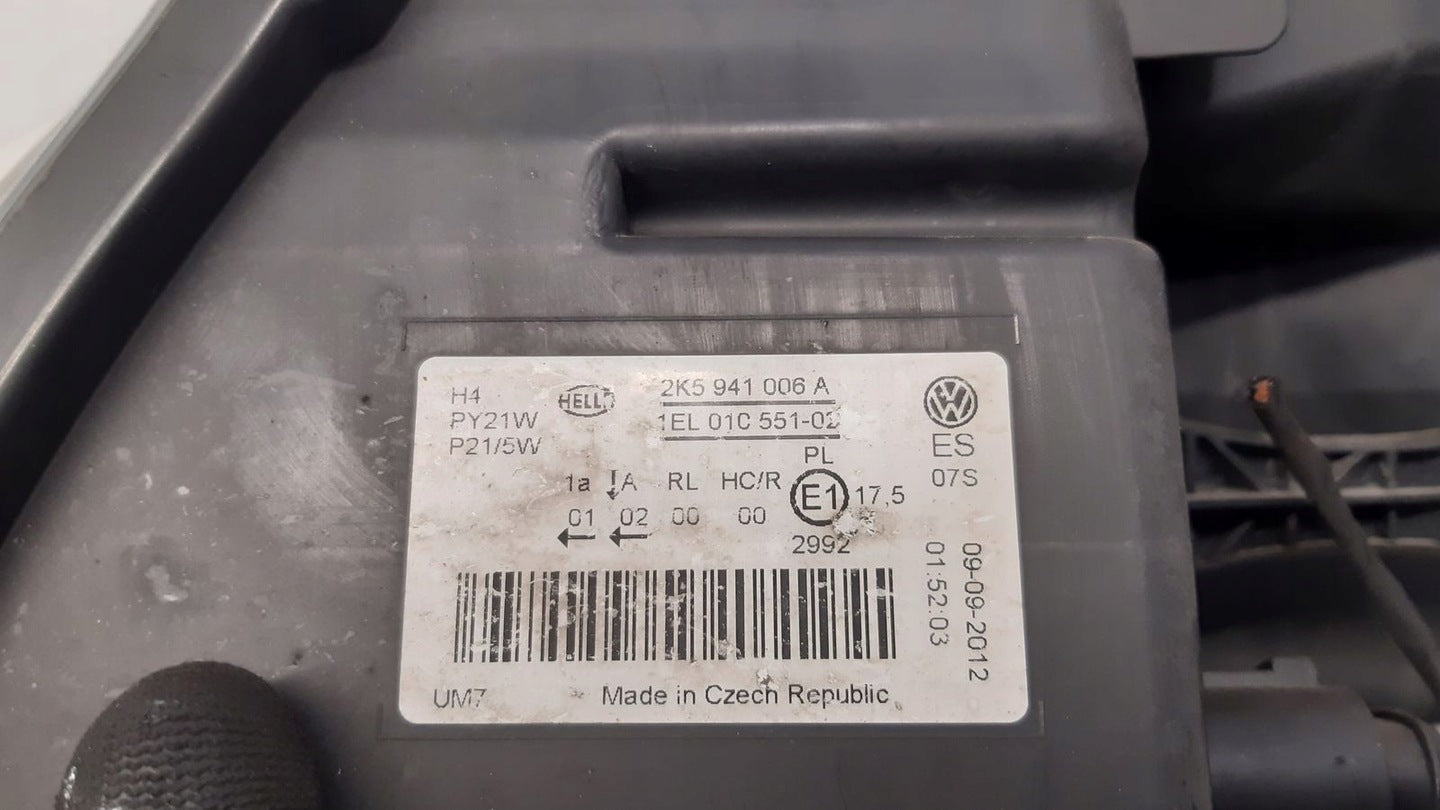 H4
PY21W
P21/5W
HELLA
2K5 941 006 A
1EL 010 551-02
ES
07S
1a A RL HC/R
01 02 00 00
PL
E1 17,5
2992
09-09-2012
01:52:03
UM7
Made in Czech Republic